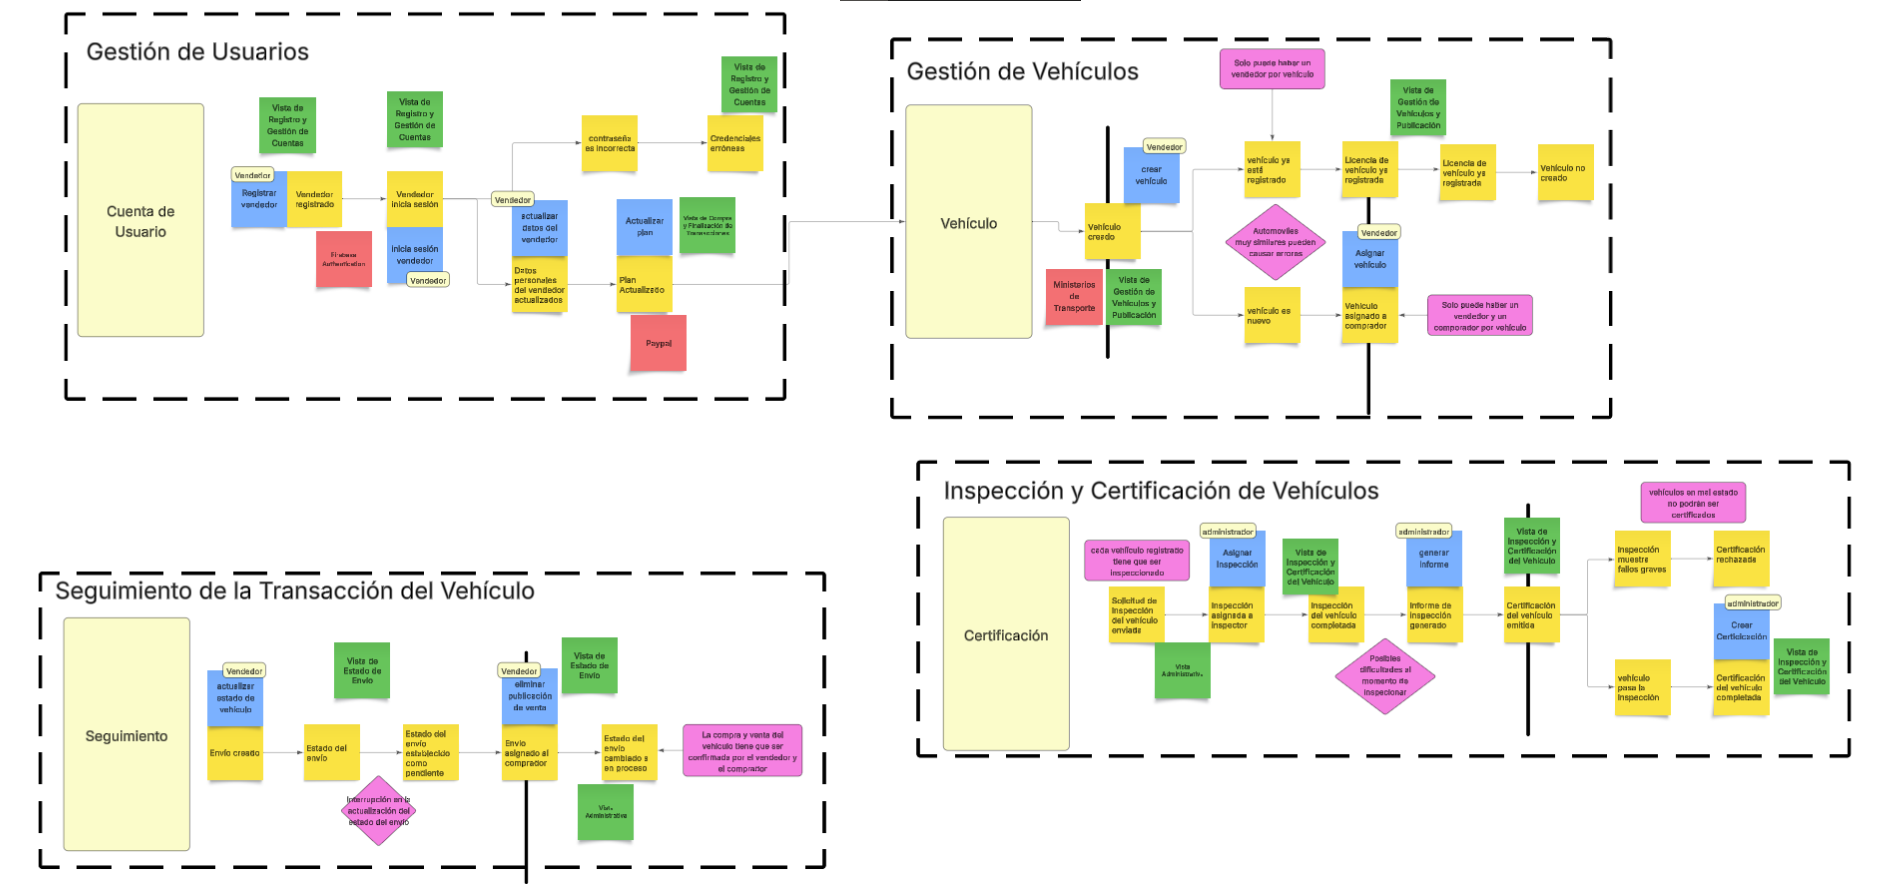 Gestión de Usuarios
Cuenta de
Usuario
Vista de
Registro y
Gestión de
Cuentas
Vendedor
Registrar
vendedor
Vendedor
registrado
Firebase
Authentication
Vista de
Registro y
Gestión de
Cuentas
Vendedor
inicia sesión
inicia sesión
vendedor
Vendedor
Vendedor
actualizar
datos del
vendedor
Datos
personales
del vendedor
actualizados
contraseña
es incorrecta
Vista de
Registro y
Gestión de
Cuentas
Credenciales
erróneas
Actualizar
plan
Plan
Actualizado
Vista de Compra
y Finalización de
Transacciones
Paypal
Gestión de Vehículos
Vehículo
Vendedor
crear
vehículo
Vehículo
creado
Ministerios
de
Transporte
Vista de
Gestión de
Vehículos y
Publicación
Solo puede haber un
vendedor por vehículo
vehículo ya
está
registrado
Licencia de
vehículo ya
registrada
Vista de
Gestión de
Vehículos y
Publicación
Licencia de
vehículo ya
registrada
Vehículo no
creado
Automoviles
muy similares pueden
causar errores
Vendedor
Asignar
vehículo
vehículo es
nuevo
Vehículo
asignado a
comprador
Solo puede haber un
vendedor y un
comporador por vehículo
Inspección y Certificación de Vehículos
Certificación
cada vehículo registrado
tiene que ser
inspeccionado
Solicitud de
Inspección
del vehículo
enviada
Vista
Administrativa
administrador
Asignar
Inspección
Inspección
asignada a
inspector
Vista de
Inspección y
Certificación
del Vehículo
Inspección
del vehículo
completada
administrador
generar
informe
Informe de
inspección
generado
Posibles
dificultades al
momento de
inspeccionar
Vista de
Inspección y
Certificación
del Vehículo
Certificación
del vehículo
emitida
vehículos en mal estado
no podrán ser
certificados
Inspección
muestra
fallos graves
Certificación
rechazada
administrador
Crear
Certicicación
vehículo
pasa la
inspección
Certificación
del vehículo
completada
Vista de
Inspección y
Certificación
del Vehículo
Seguimiento de la Transacción del Vehículo
Seguimiento
Vendedor
actualizar
estado de
vehículo
Envío creado
Vista de
Estado de
Envío
Estado del
envío
Estado del
envío
establecido
como
pendiente
Interrupción en la
actualización del
estado del envío
Vendedor
eliminar
publicación
de venta
Envío
asignado al
comprador
Vista de
Estado de
Envío
Estado del
envío
cambiado a
en proceso
Vista
Administrativa
La compra y venta del
vehículo tiene que ser
confirmada por el vendedor y
el comprador